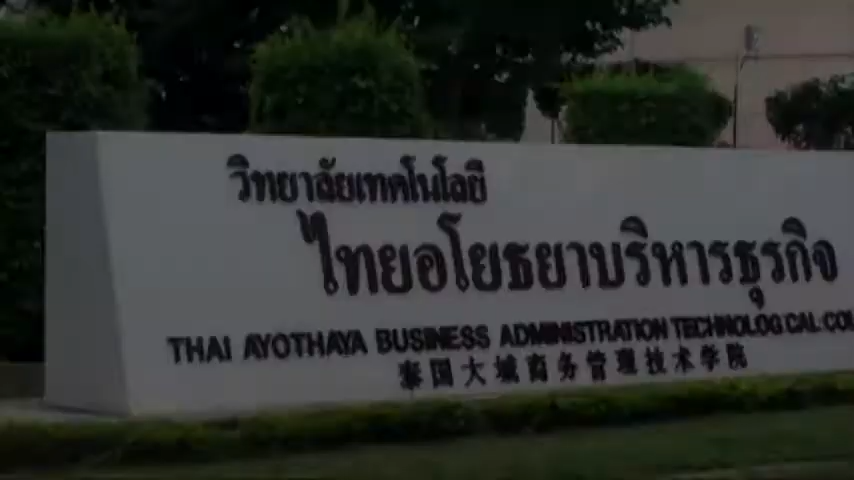 วิทยาลัยเทคโนโลยี
ไทยอโยธยาบริหารธุรกิจ
THAI AYOTHAYA BUSINESS ADMINISTRATION TECHNOLOGICAL COL
泰国大城商务管理技术学院